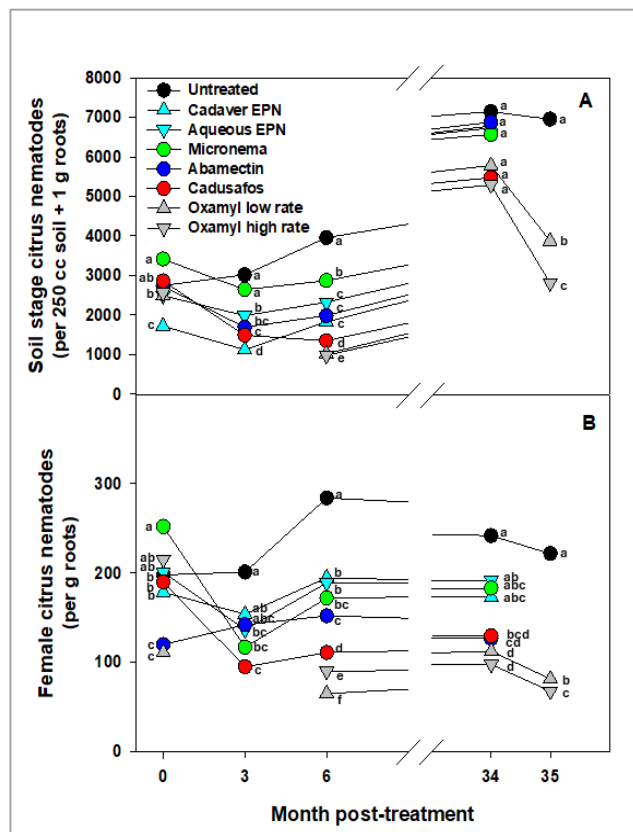 A
8000
7000
6000
5000
4000
3000
2000
1000
0
Soil stage citrus nematodes
(per 250 cc soil + 1 g roots)
Untreated
Cadaver EPN
Aqueous EPN
Micronema
Abamectin
Cadusafos
Oxamyl low rate
Oxamyl high rate
a
ab
b
c
a
b
bc
c
d
a
b
c
c
d
e
a
a
a
a
a
a
a
b
c
B
300
200
100
0
Female citrus nematodes
(per g roots)
a
ab
ab
b
b
b
c
c
a
ab
abc
bc
bc
c
a
b
b
bc
c
d
e
f
a
ab
abc
abc
bcd
cd
d
d
a
b
c
0
3
6
34
35
Month post-treatment